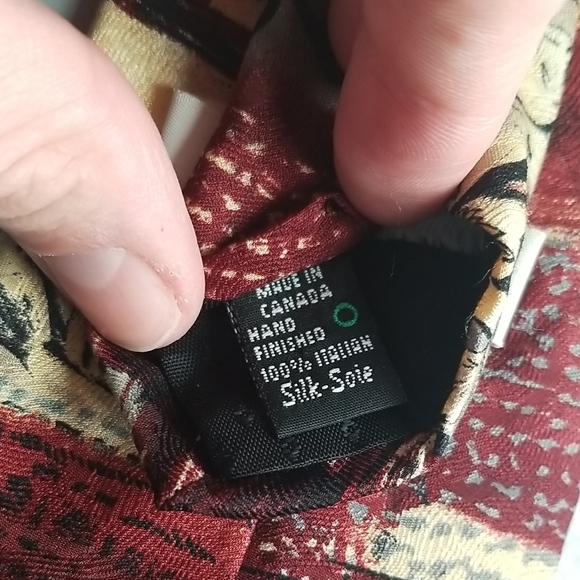 MADE IN
CANADA
HAND
FINISHED
100% ITALIAN
Silk-Soie